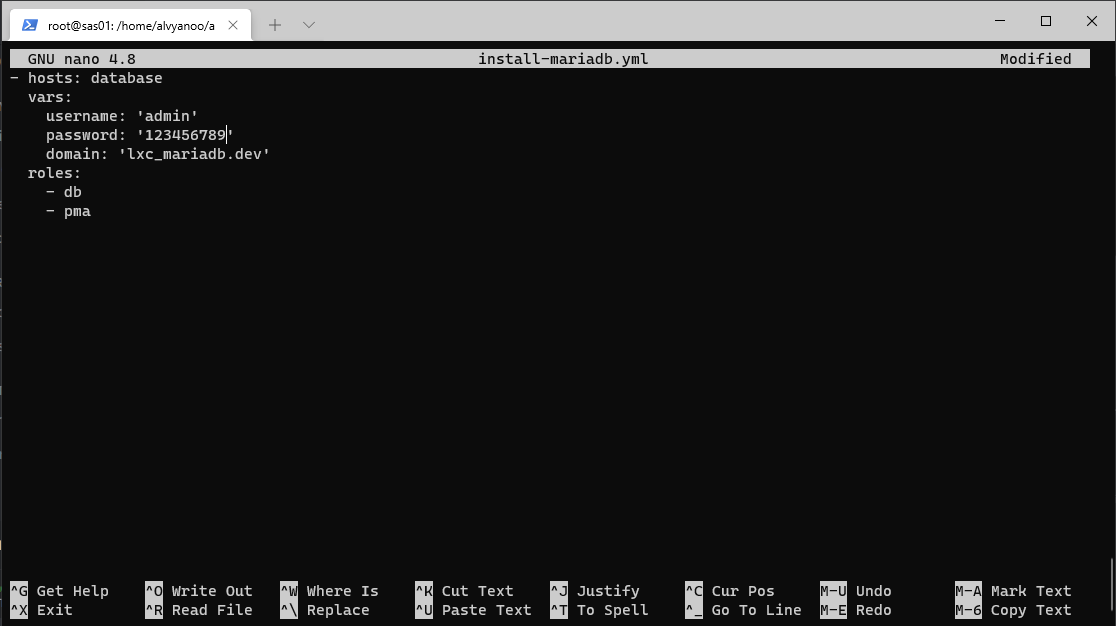 root@sas01: /home/alvyanoo/a
GNU nano 4.8 install-mariadb.yml Modified
- hosts: database
  vars:
    username: 'admin'
    password: '123456789'
    domain: 'lxc_mariadb.dev'
  roles:
    - db
    - pma
^G Get Help ^O Write Out ^W Where Is ^K Cut Text ^J Justify ^C Cur Pos M-U Undo M-A Mark Text
^X Exit ^R Read File ^\ Replace ^U Paste Text ^T To Spell ^_ Go To Line M-E Redo M-6 Copy Text